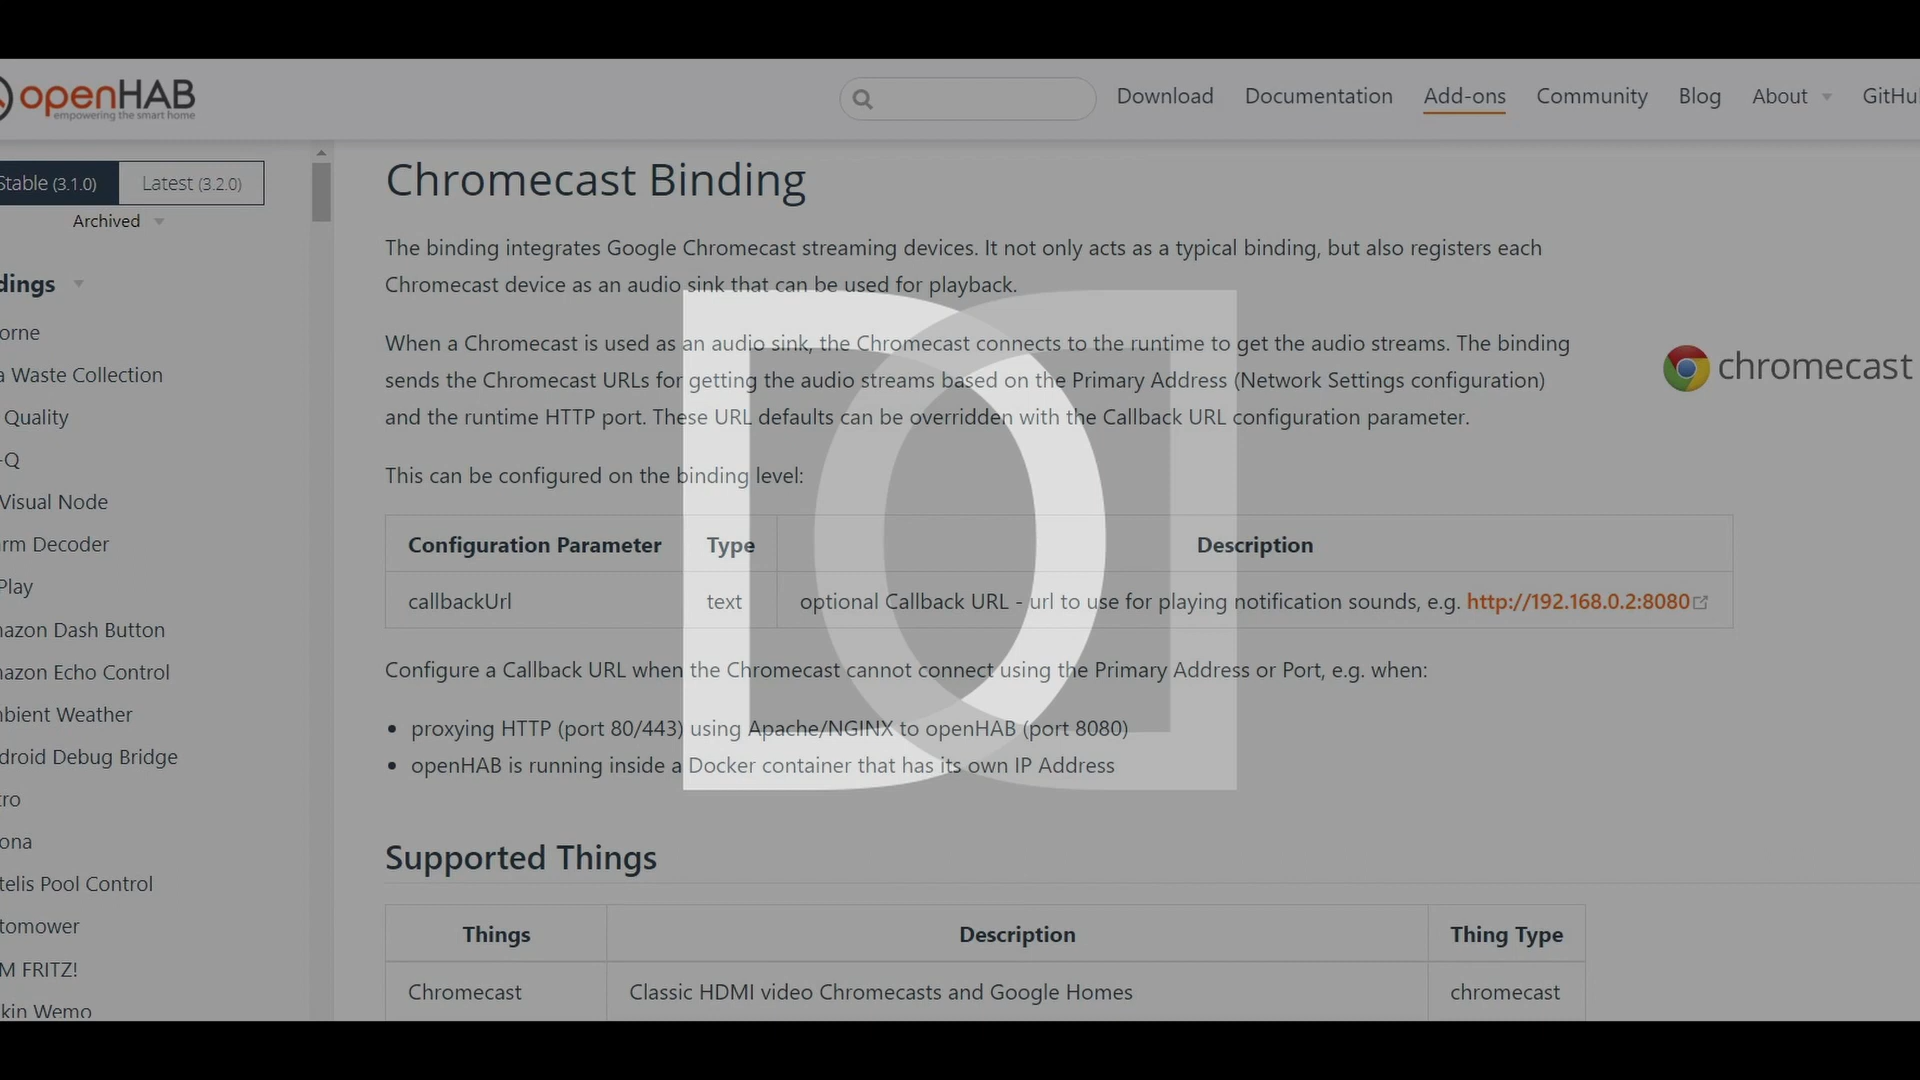 openHAB
empowering the smart home
Download Documentation Add-ons Community Blog About GitHu
Stable (3.1.0) Latest (3.2.0)
Archived
dings
orne
a Waste Collection
Quality
-Q
Visual Node
rm Decoder
Play
azon Dash Button
azon Echo Control
bient Weather
droid Debug Bridge
ro
ona
telis Pool Control
tomower
M FRITZ!
kin Wemo
Chromecast Binding
The binding integrates Google Chromecast streaming devices. It not only acts as a typical binding, but also registers each
Chromecast device as an audio sink that can be used for playback.
When a Chromecast is used as an audio sink, the Chromecast connects to the runtime to get the audio streams. The binding
sends the Chromecast URLs for getting the audio streams based on the Primary Address (Network Settings configuration)
and the runtime HTTP port. These URL defaults can be overridden with the Callback URL configuration parameter.
chromecast
This can be configured on the binding level:
Configuration Parameter Type Description
callbackUrl text optional Callback URL - url to use for playing notification sounds, e.g. http://192.168.0.2:8080
Configure a Callback URL when the Chromecast cannot connect using the Primary Address or Port, e.g. when:
• proxying HTTP (port 80/443) using Apache/NGINX to openHAB (port 8080)
• openHAB is running inside a Docker container that has its own IP Address
Supported Things
Things Description Thing Type
Chromecast Classic HDMI video Chromecasts and Google Homes chromecast